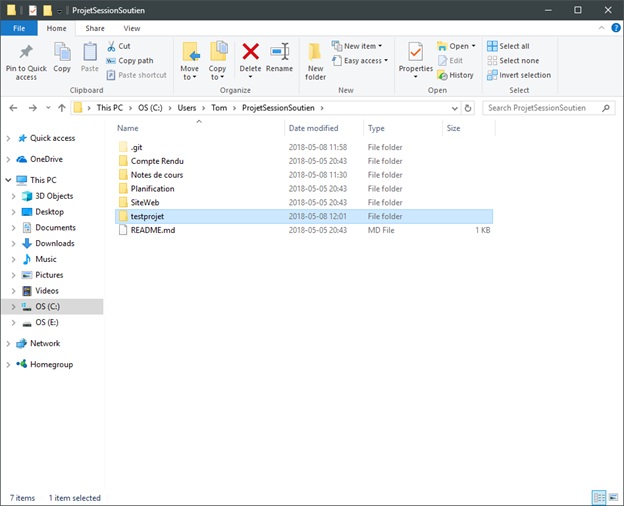 ProjetSessionSoutien
File Home Share View
Pin to Quick access
Copy
Paste
Cut
Copy path
Paste shortcut
Clipboard
Move to
Copy to
Delete
Rename
Organize
New folder
New item
Easy access
New
Properties
Open
Edit
History
Open
Select all
Select none
Invert selection
Select
This PC > OS (C:) > Users > Tom > ProjetSessionSoutien >
Search ProjetSessionSoutien
Name Date modified Type Size
Quick access
OneDrive
This PC
3D Objects
Desktop
Documents
Downloads
Music
Pictures
Videos
OS (C:)
OS (E:)
Network
Homegroup
.git 2018-05-08 11:58 File folder
Compte Rendu 2018-05-05 20:43 File folder
Notes de cours 2018-05-08 11:30 File folder
Planification 2018-05-05 20:43 File folder
SiteWeb 2018-05-05 20:43 File folder
testprojet 2018-05-08 12:01 File folder
README.md 2018-05-05 20:43 MD File 1 KB
7 items 1 item selected